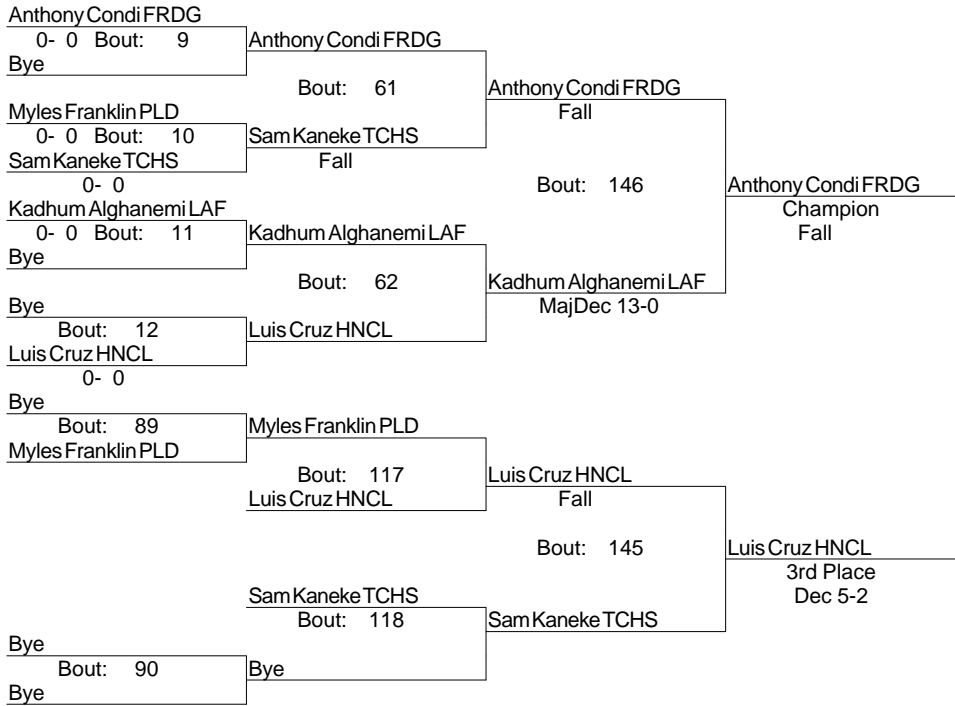 Anthony Condi FRDG
0- 0 Bout: 9
Bye
Anthony Condi FRDG
Bout: 61
Myles Franklin PLD
0- 0 Bout: 10
Sam Kaneke TCHS
0- 0
Sam Kaneke TCHS
Fall
Anthony Condi FRDG
Fall
Kadhum Alghanemi LAF
0- 0 Bout: 11
Bye
Kadhum Alghanemi LAF
Bout: 62
Bye
Bout: 12
Luis Cruz HNCL
0- 0
Luis Cruz HNCL
Kadhum Alghanemi LAF
MajDec 13-0
Bout: 146
Anthony Condi FRDG
Champion
Fall
Bye
Bout: 89
Myles Franklin PLD
Myles Franklin PLD
Bout: 117
Luis Cruz HNCL
Luis Cruz HNCL
Fall
Bout: 145
Luis Cruz HNCL
3rd Place
Dec 5-2
Sam Kaneke TCHS
Bout: 118
Sam Kaneke TCHS
Bye
Bout: 90
Bye
Bye